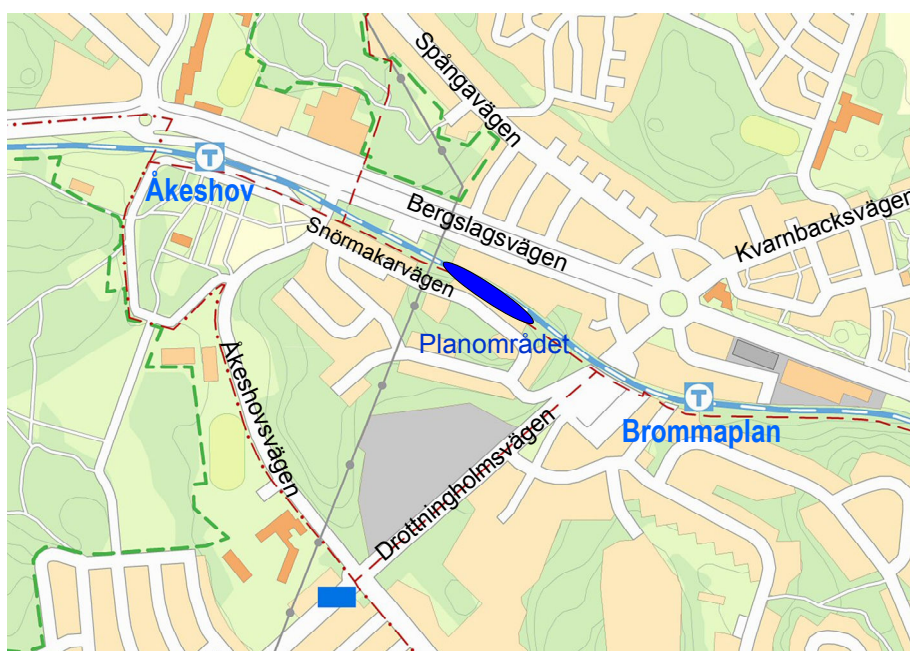 Spångavägen
T
Åkeshov
Bergslagsvägen
Kvarnbacksvägen
Snörmakarvägen
Planområdet
Åkeshovsvägen
T
Brommaplan
Drottningholmsvägen